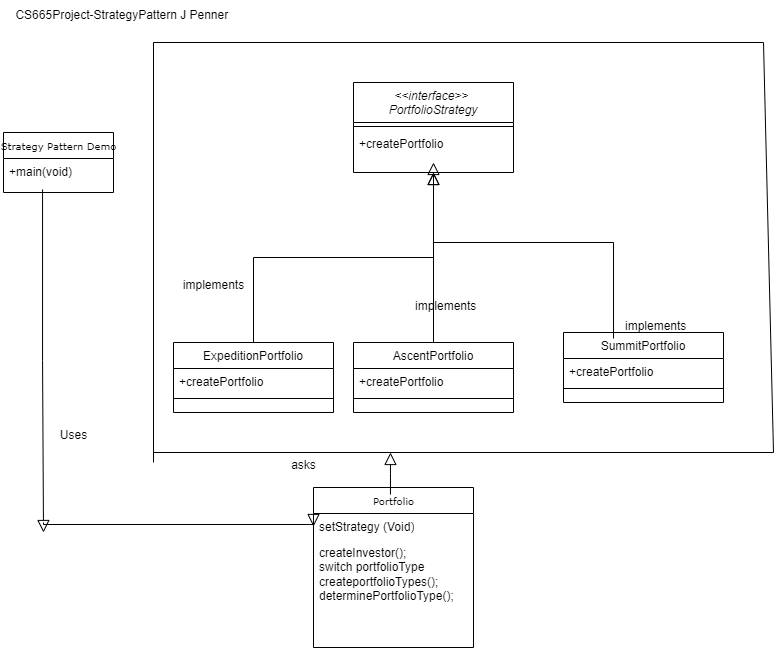 CS665Project-StrategyPattern J Penner
<<interface>>
PortfolioStrategy
+createPortfolio
Strategy Pattern Demo
+main(void)
implements
implements
implements
ExpeditionPortfolio
+createPortfolio
AscentPortfolio
+createPortfolio
SummitPortfolio
+createPortfolio
Uses
asks
Portfolio
setStrategy (Void)
createInvestor();
switch portfolioType
createportfolioTypes();
determinePortfolioType();